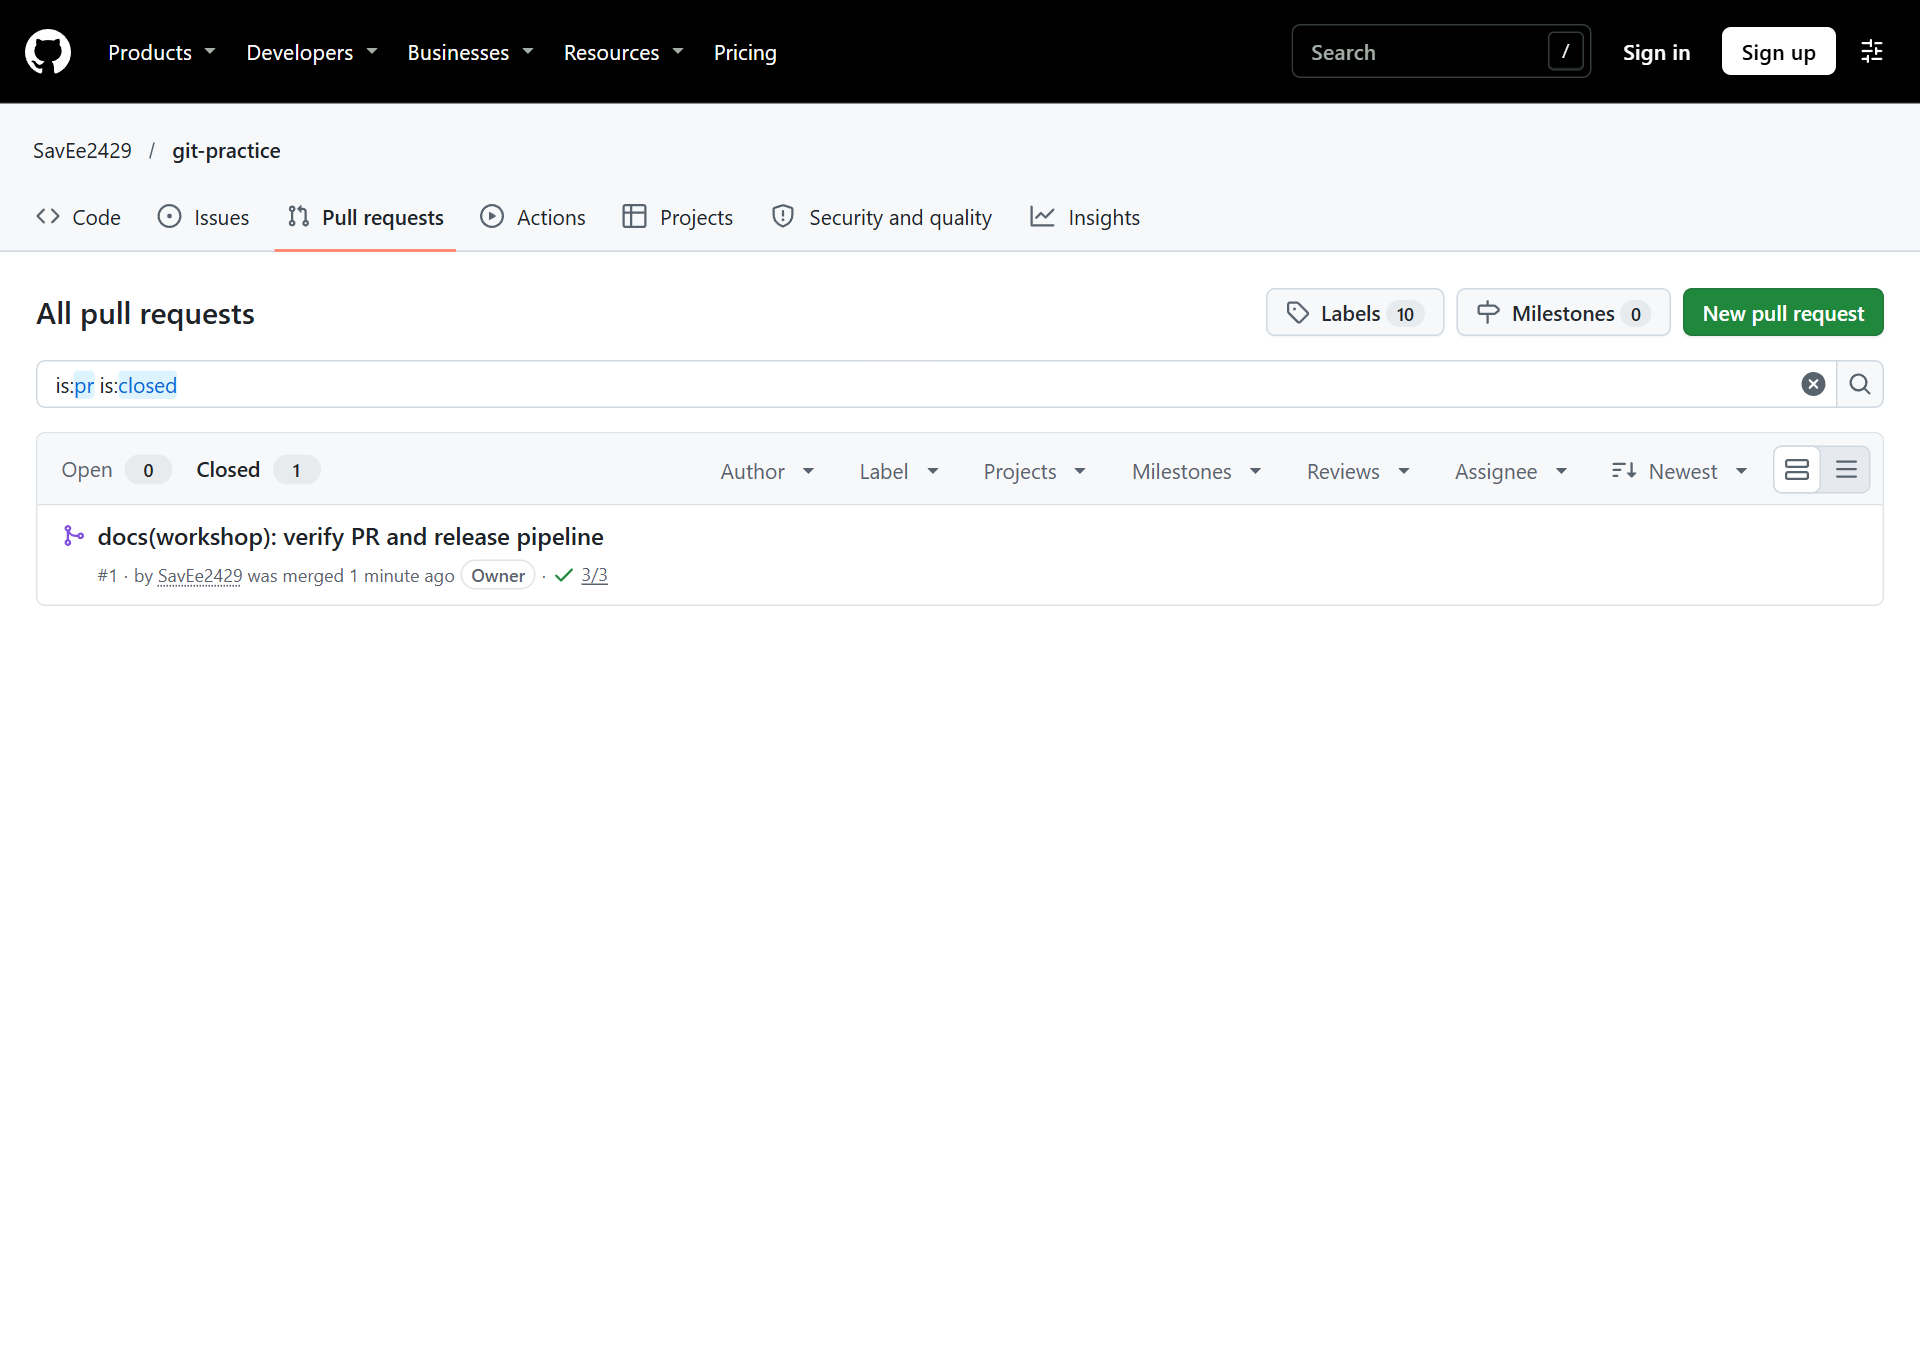 Products Developers Businesses Resources Pricing Search / Sign in Sign up
SavEe2429 / git-practice
Code Issues Pull requests Actions Projects Security and quality Insights
All pull requests Labels 10 Milestones 0 New pull request
is:pr is:closed
Open 0 Closed 1 Author Label Projects Milestones Reviews Assignee Newest
docs(workshop): verify PR and release pipeline
#1 · by SavEe2429 was merged 1 minute ago Owner · 3/3